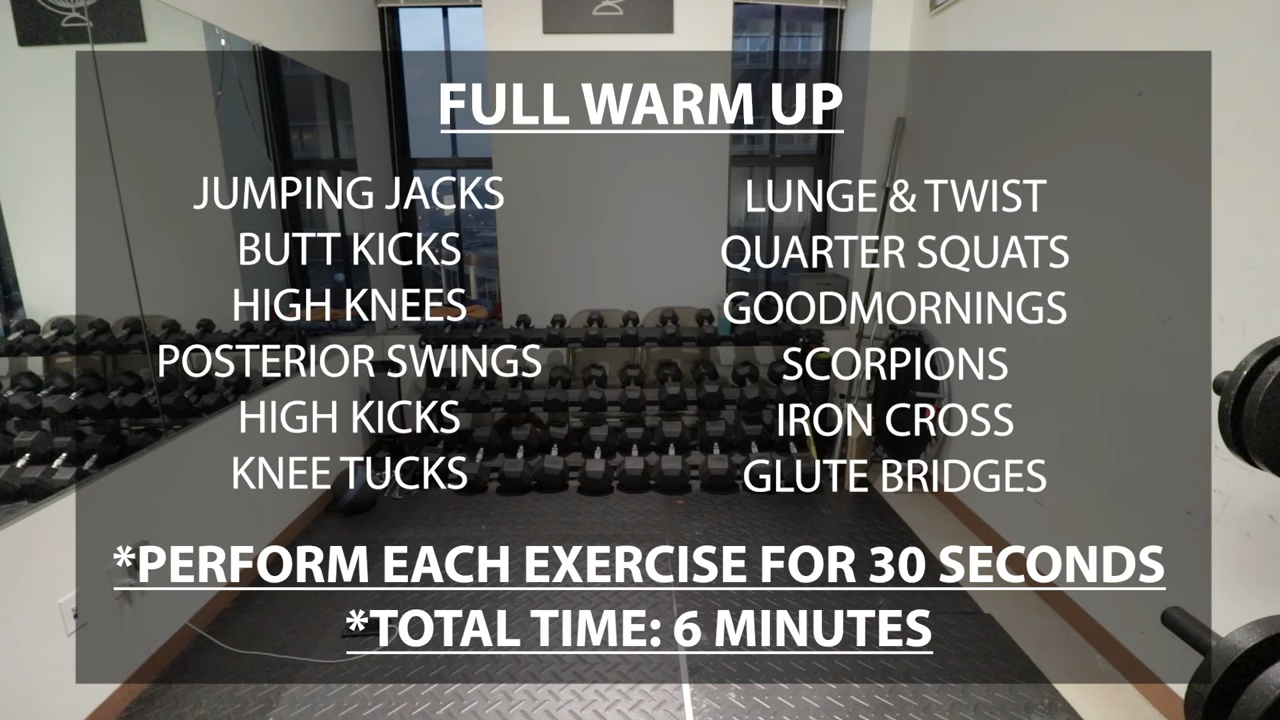 FULL WARM UP
JUMPING JACKS
BUTT KICKS
HIGH KNEES
POSTERIOR SWINGS
HIGH KICKS
KNEE TUCKS
LUNGE & TWIST
QUARTER SQUATS
GOODMORNINGS
SCORPIONS
IRON CROSS
GLUTE BRIDGES
*PERFORM EACH EXERCISE FOR 30 SECONDS
*TOTAL TIME: 6 MINUTES